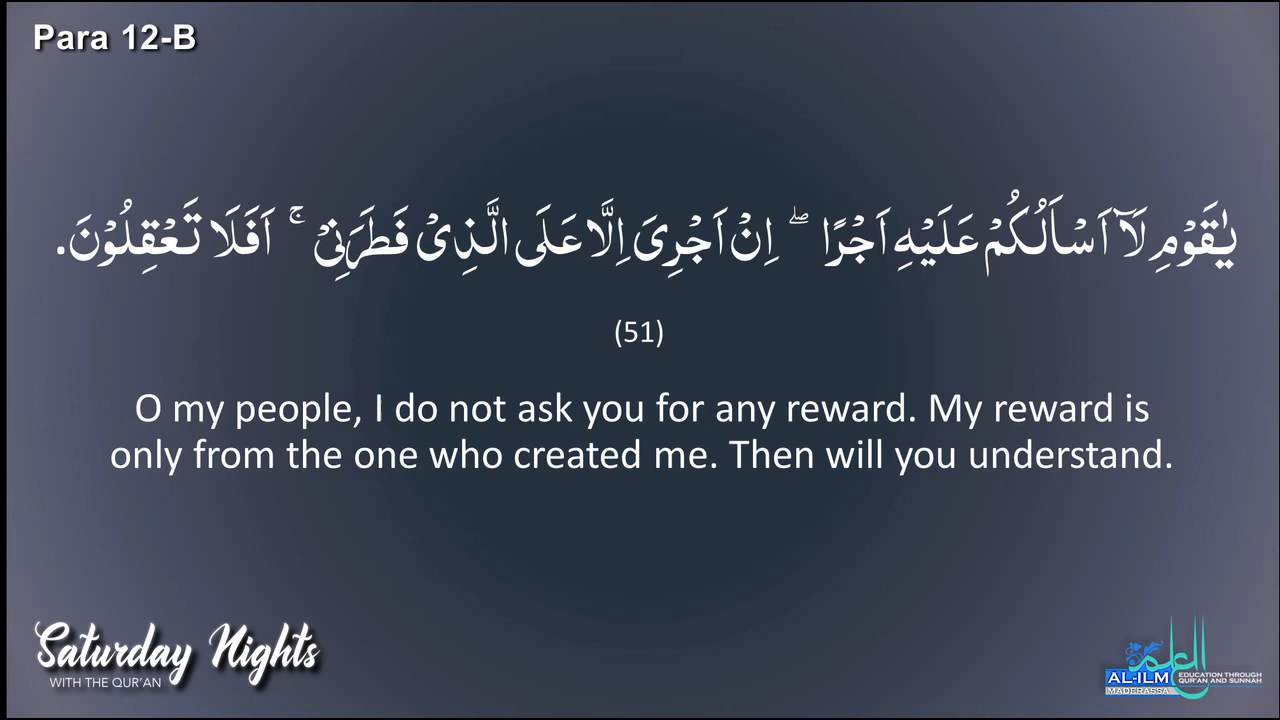 Para 12-B
يٰقَوْمِ لَآ اَسْاَلُكُمْ عَلَيْهِ اَجْرًا ۖ اِنْ اَجْرِىَ اِلَّا عَلَى الَّذِىْ فَطَرَنِىْ ۚ اَفَلَا تَعْقِلُوْنَ.
(51)
O my people, I do not ask you for any reward. My reward is
only from the one who created me. Then will you understand.
Saturday Nights
WITH THE QUR'AN
العلم
AL-ILM
MADERASSA
EDUCATION THROUGH
QUR'AN AND SUNNAH